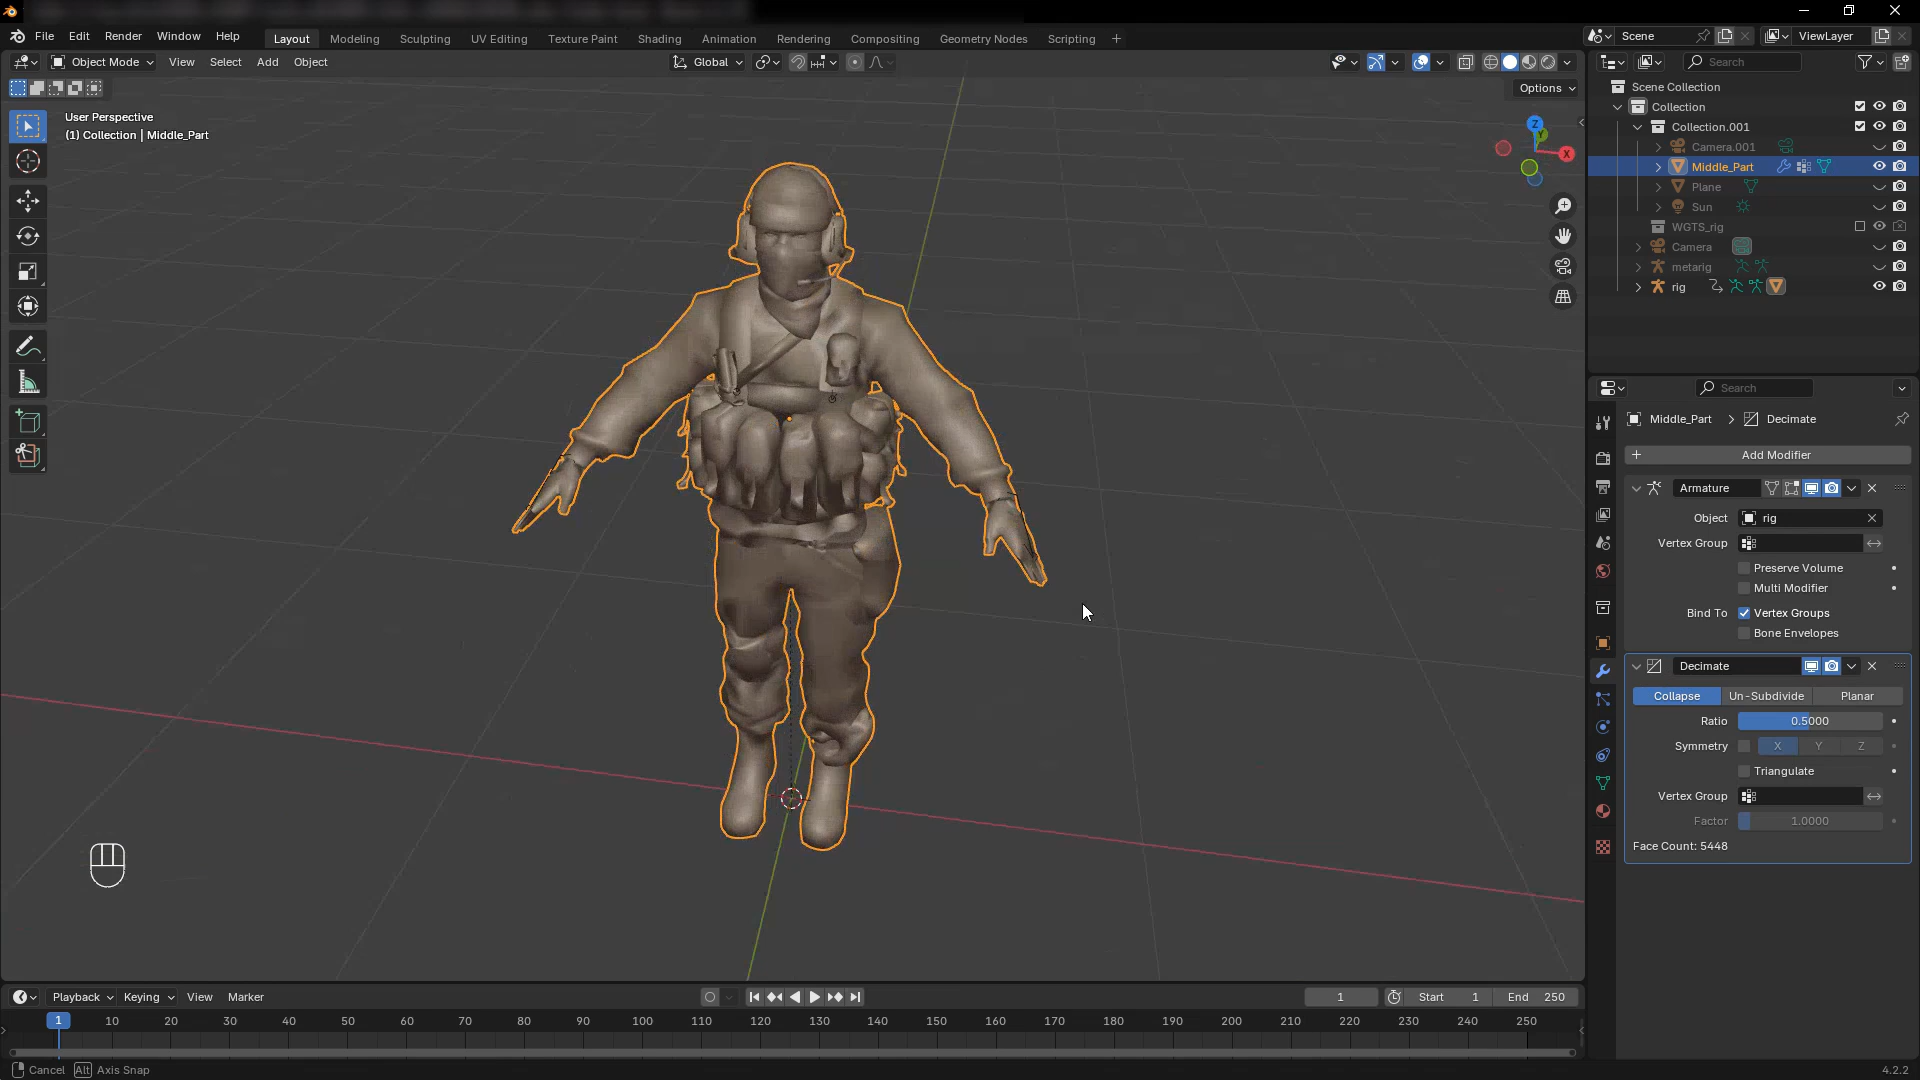 File Edit Render Window Help Layout Modeling Sculpting UV Editing Texture Paint Shading Animation Rendering Compositing Geometry Nodes Scripting Scene ViewLayer
Object Mode View Select Add Object Global Search
Options
User Perspective
(1) Collection | Middle_Part
Z
Y
X
Scene Collection
Collection
Collection.001
Camera.001
Middle_Part
Plane
Sun
WGTS_rig
Camera
metarig
rig
Search
Middle_Part Decimate
Add Modifier
Armature
Object rig
Vertex Group
Preserve Volume
Multi Modifier
Bind To Vertex Groups
Bone Envelopes
Decimate
Collapse Un-Subdivide Planar
Ratio 0.5000
Symmetry X Y Z
Triangulate
Vertex Group
Factor 1.0000
Face Count: 5448
Playback Keying View Marker 1 Start 1 End 250
1 10 20 30 40 50 60 70 80 90 100 110 120 130 140 150 160 170 180 190 200 210 220 230 240 250
Cancel Alt Axis Snap 4.2.2